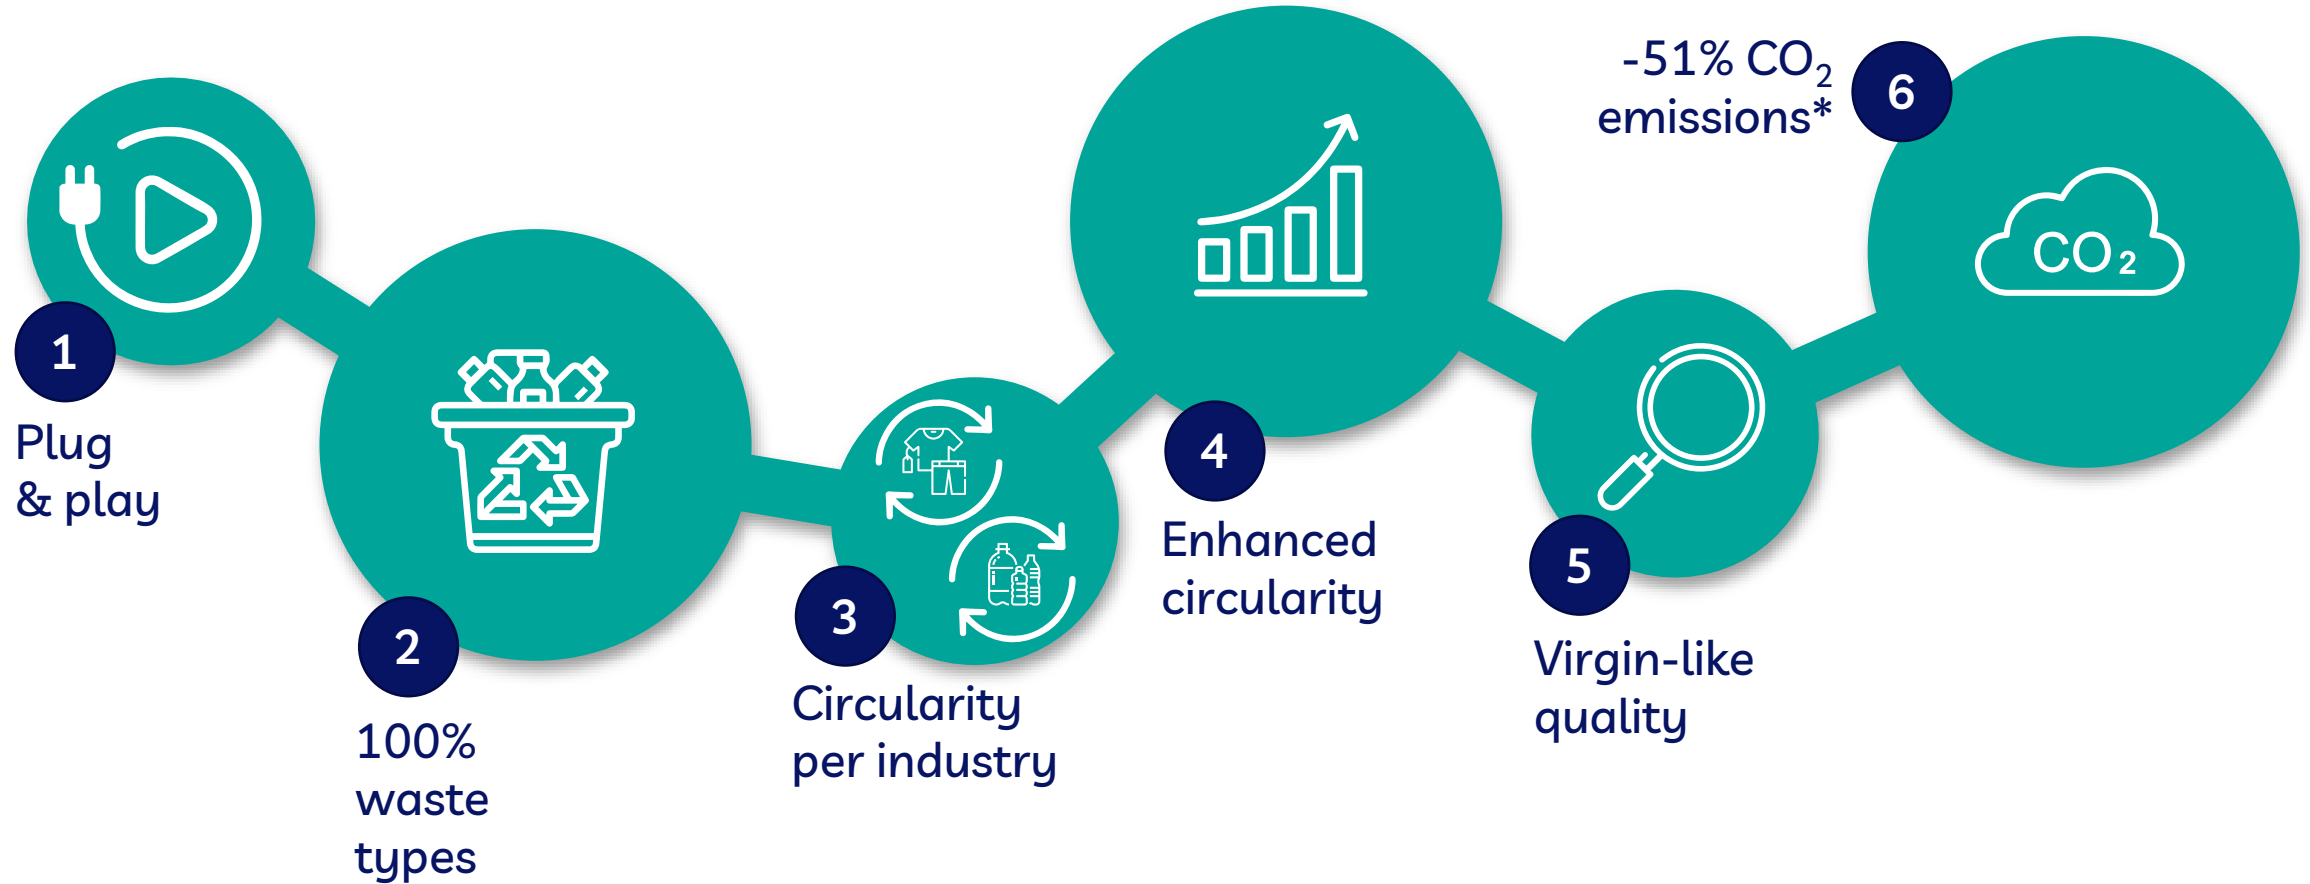 1
Plug
& play
2
100%
waste
types
3
Circularity
per industry
4
Enhanced
circularity
5
Virgin-like
quality
-51% CO₂
emissions*
6
CO₂